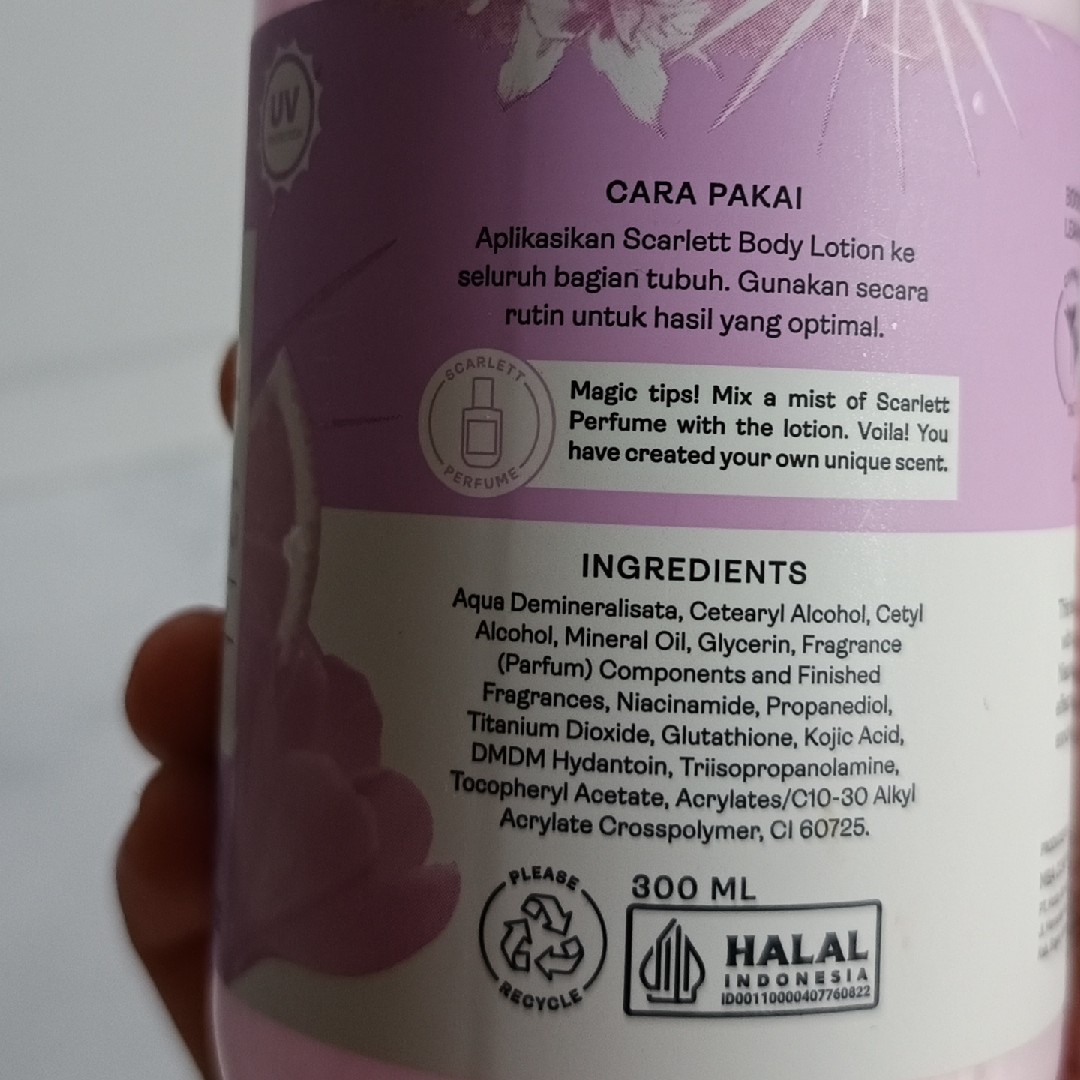 UV
CARA PAKAI
Aplikasikan Scarlett Body Lotion ke
seluruh bagian tubuh. Gunakan secara
rutin untuk hasil yang optimal.
SCARLETT
PERFUME
Magic tips! Mix a mist of Scarlett
Perfume with the lotion. Voila! You
have created your own unique scent.
INGREDIENTS
Aqua Demineralisata, Cetearyl Alcohol, Cetyl
Alcohol, Mineral Oil, Glycerin, Fragrance
(Parfum) Components and Finished
Fragrances, Niacinamide, Propanediol,
Titanium Dioxide, Glutathione, Kojic Acid,
DMDM Hydantoin, Triisopropanolamine,
Tocopheryl Acetate, Acrylates/C10-30 Alkyl
Acrylate Crosspolymer, CI 60725.
PLEASE
RECYCLE
300 ML
HALAL
INDONESIA
ID00110000407760822